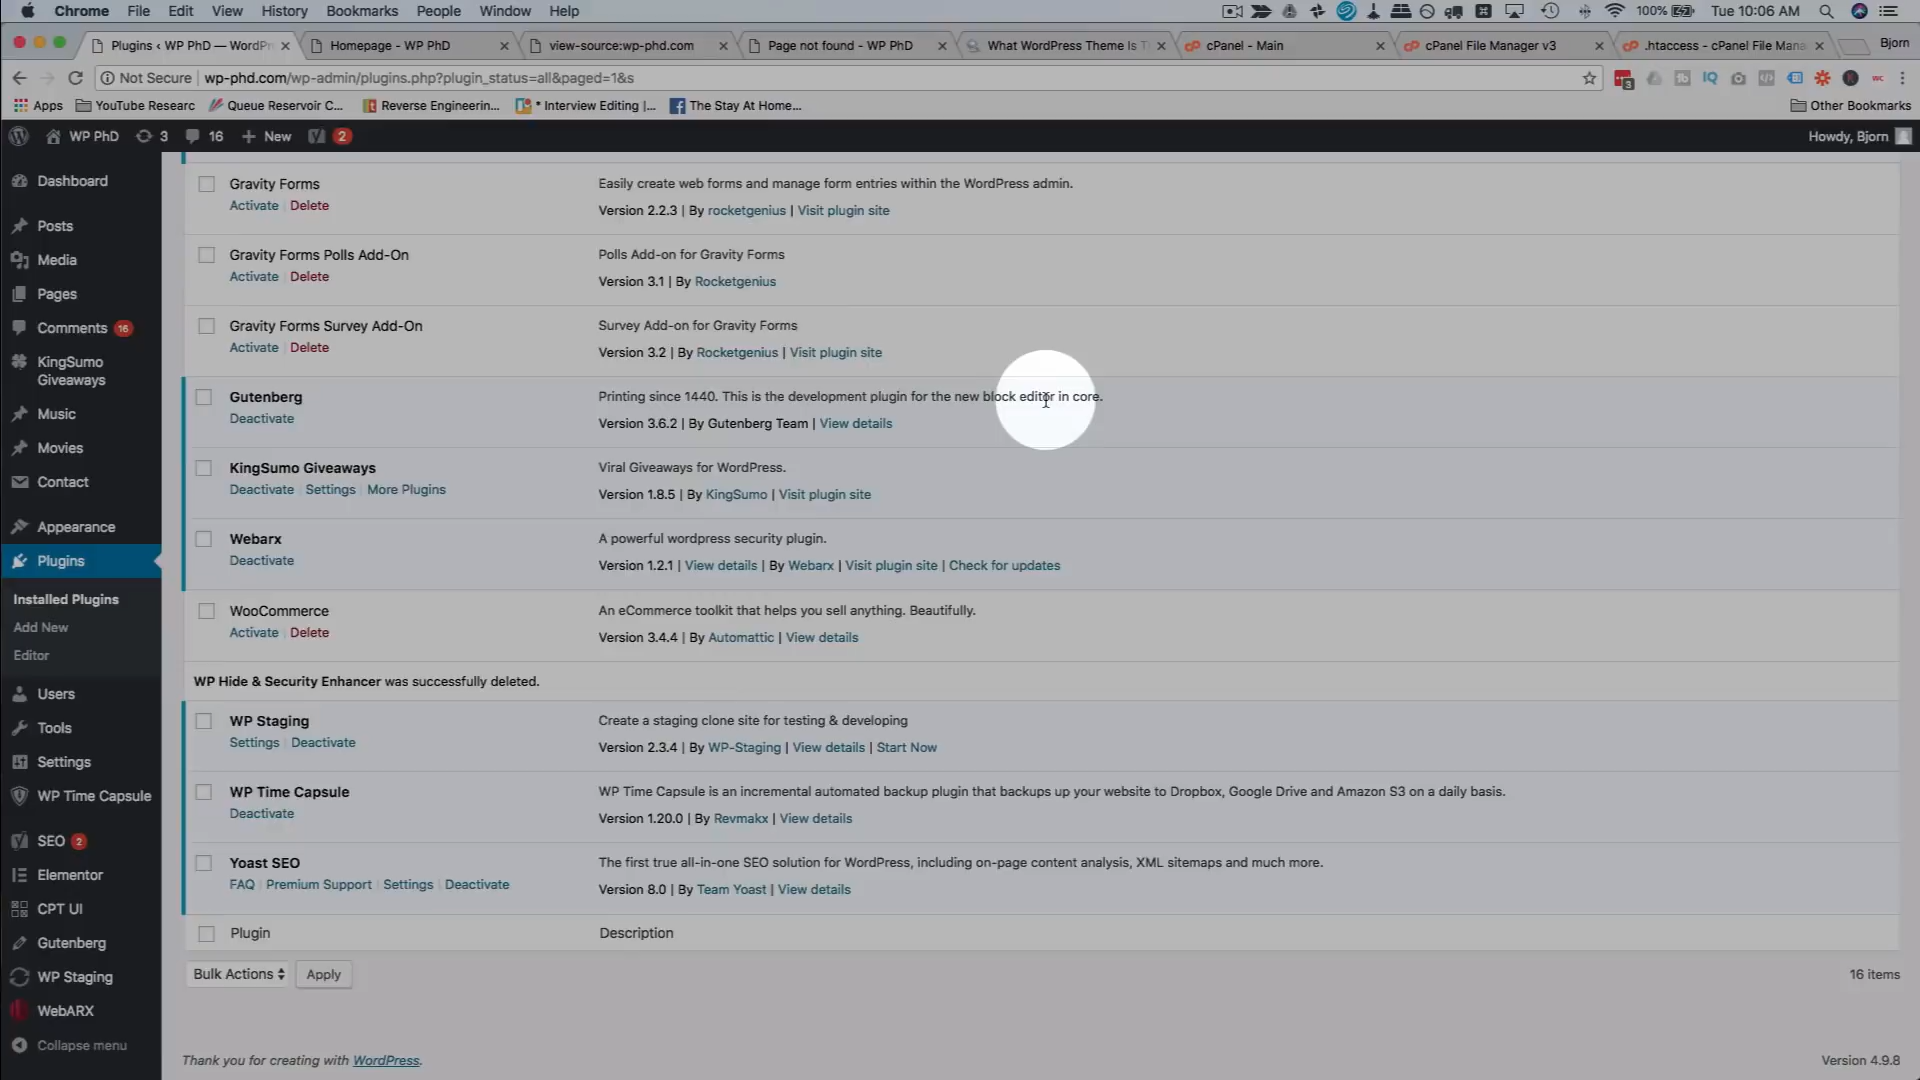 Chrome File Edit View History Bookmarks People Window Help 100% Tue 10:06 AM
Plugins ‹ WP PhD — WordPr
Homepage - WP PhD
view-source:wp-phd.com
Page not found - WP PhD
What WordPress Theme Is T
cPanel - Main
cPanel File Manager v3
.htaccess - cPanel File Mana
Bjorn
Not Secure | wp-phd.com/wp-admin/plugins.php?plugin_status=all&paged=1&s
3
Apps YouTube Researc Queue Reservoir C... Reverse Engineerin... * Interview Editing |... The Stay At Home... Other Bookmarks
WP PhD 3 16 New 2 Howdy, Bjorn
Dashboard
Posts
Media
Pages
Comments 16
KingSumo
Giveaways
Music
Movies
Contact
Appearance
Plugins
Installed Plugins
Add New
Editor
Users
Tools
Settings
WP Time Capsule
SEO 2
Elementor
CPT UI
Gutenberg
WP Staging
WebARX
Collapse menu
Gravity Forms
Activate | Delete
Easily create web forms and manage form entries within the WordPress admin.
Version 2.2.3 | By rocketgenius | Visit plugin site
Gravity Forms Polls Add-On
Activate | Delete
Polls Add-on for Gravity Forms
Version 3.1 | By Rocketgenius
Gravity Forms Survey Add-On
Activate | Delete
Survey Add-on for Gravity Forms
Version 3.2 | By Rocketgenius | Visit plugin site
Gutenberg
Deactivate
Printing since 1440. This is the development plugin for the new block editor in core.
Version 3.6.2 | By Gutenberg Team | View details
KingSumo Giveaways
Deactivate | Settings | More Plugins
Viral Giveaways for WordPress.
Version 1.8.5 | By KingSumo | Visit plugin site
Webarx
Deactivate
A powerful wordpress security plugin.
Version 1.2.1 | View details | By Webarx | Visit plugin site | Check for updates
WooCommerce
Activate | Delete
An eCommerce toolkit that helps you sell anything. Beautifully.
Version 3.4.4 | By Automattic | View details
WP Hide & Security Enhancer was successfully deleted.
WP Staging
Settings | Deactivate
Create a staging clone site for testing & developing
Version 2.3.4 | By WP-Staging | View details | Start Now
WP Time Capsule
Deactivate
WP Time Capsule is an incremental automated backup plugin that backups up your website to Dropbox, Google Drive and Amazon S3 on a daily basis.
Version 1.20.0 | By Revmakx | View details
Yoast SEO
FAQ | Premium Support | Settings | Deactivate
The first true all-in-one SEO solution for WordPress, including on-page content analysis, XML sitemaps and much more.
Version 8.0 | By Team Yoast | View details
Plugin Description
Bulk Actions Apply 16 items
Thank you for creating with WordPress. Version 4.9.8